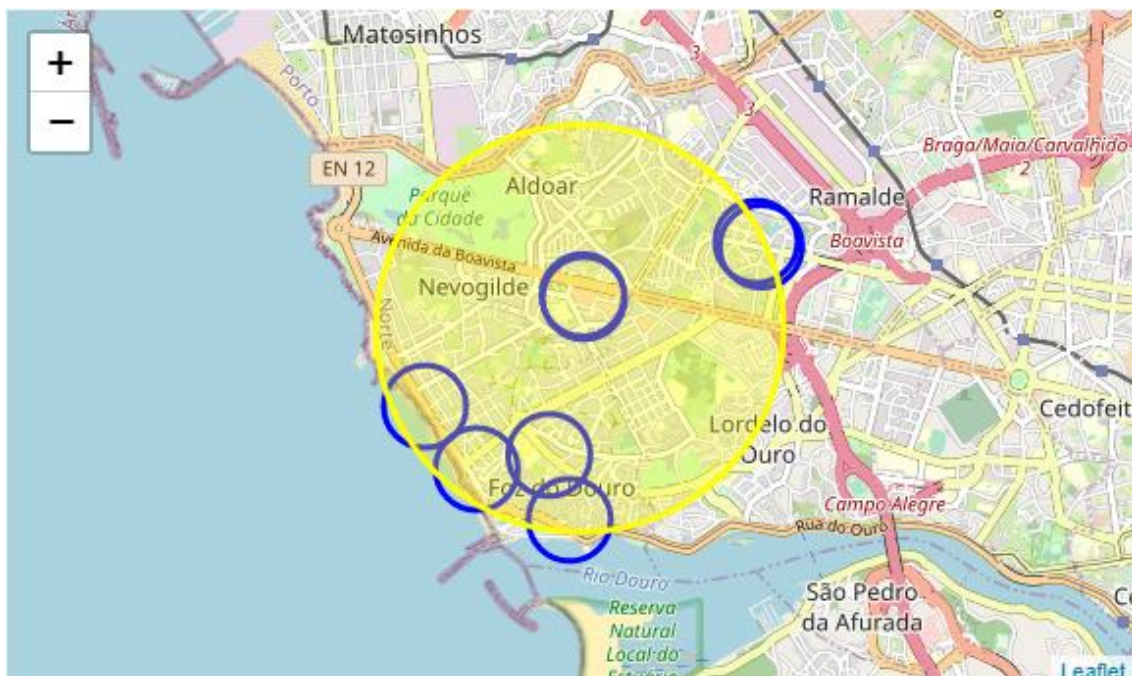 Matosinhos
+
−
Porto
3
3
Braga/Maia/Carvalhido
2
EN 12
Parque
da Cidade
Aldoar
Ramalde
Boavista
Avenida da Boavista
Nevogilde
Norte
Lordelo do
Ouro
Cedofeit
Foz do Douro
Campo Alegre
Rua do Ouro
Rio Douro
São Pedro
da Afurada
Reserva
Natural
Local do
Leaflet